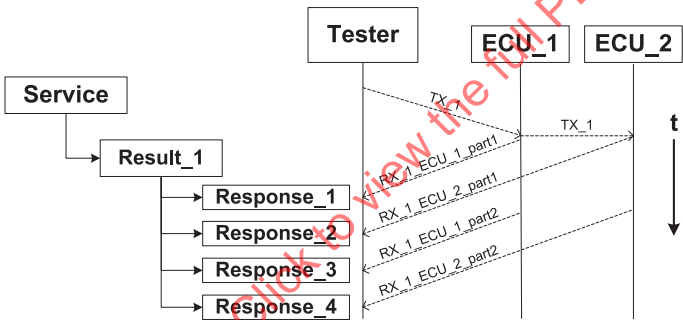 Tester
ECU_1
ECU_2
Service
TX_1
TX_1
t
Result_1
RX_1_ECU_1_part1
Response_1
RX_1_ECU_2_part1
Response_2
RX_1_ECU_1_part2
Response_3
RX_1_ECU_2_part2
Response_4
Click to view the full P